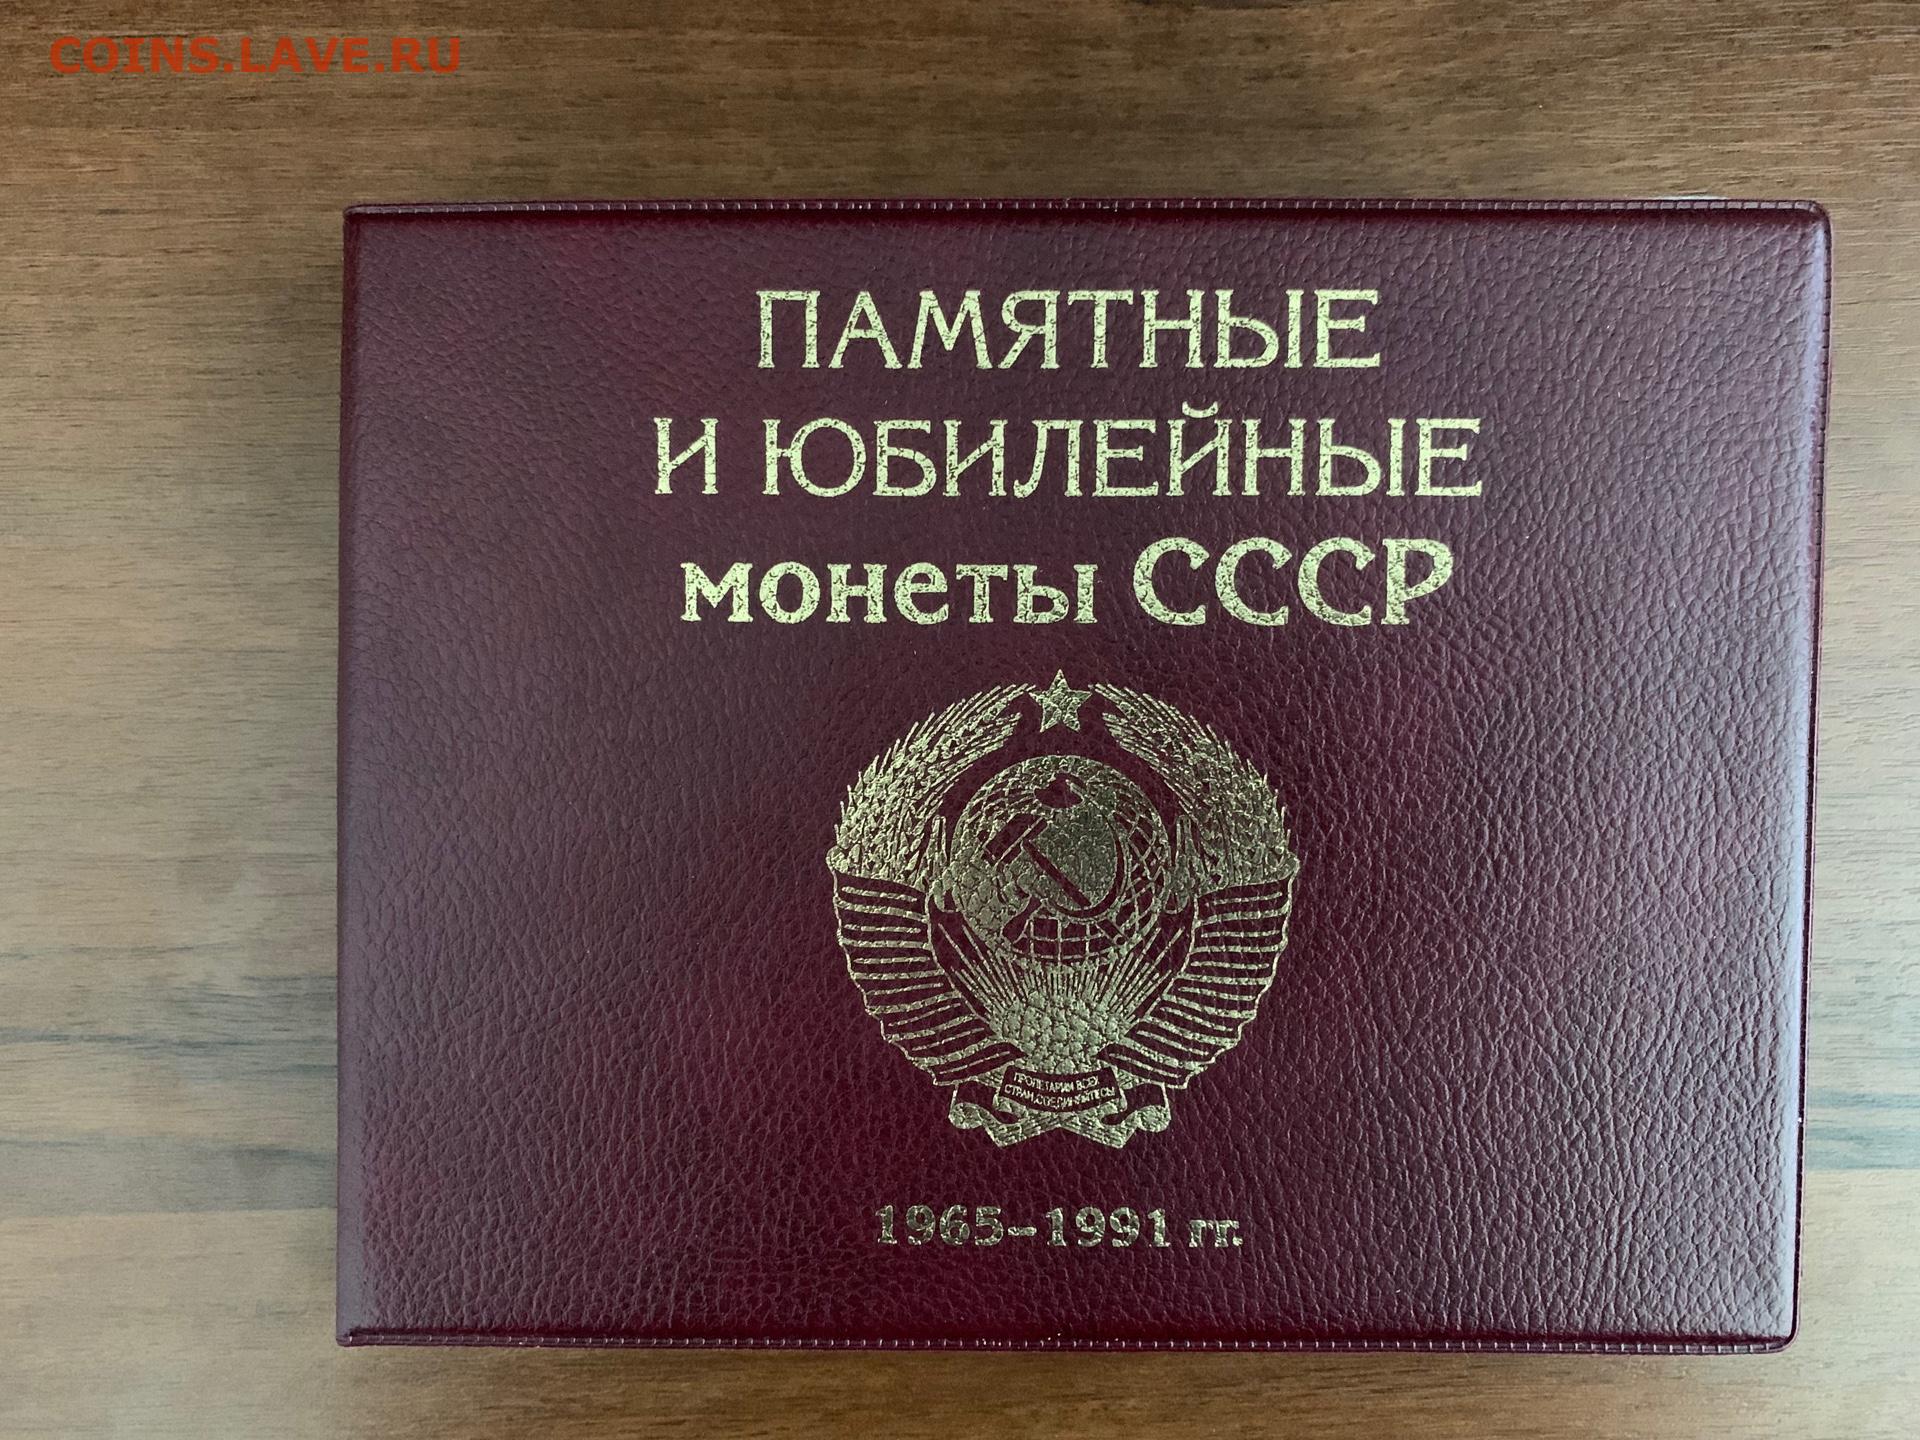 COINS.LAVE.RU
ПАМЯТНЫЕ
И ЮБИЛЕЙНЫЕ
монеты СССР
ПРОЛЕТАРИИ ВСЕХ
СТРАН, СОЕДИНЯЙТЕСЬ!
1965–1991 гг.